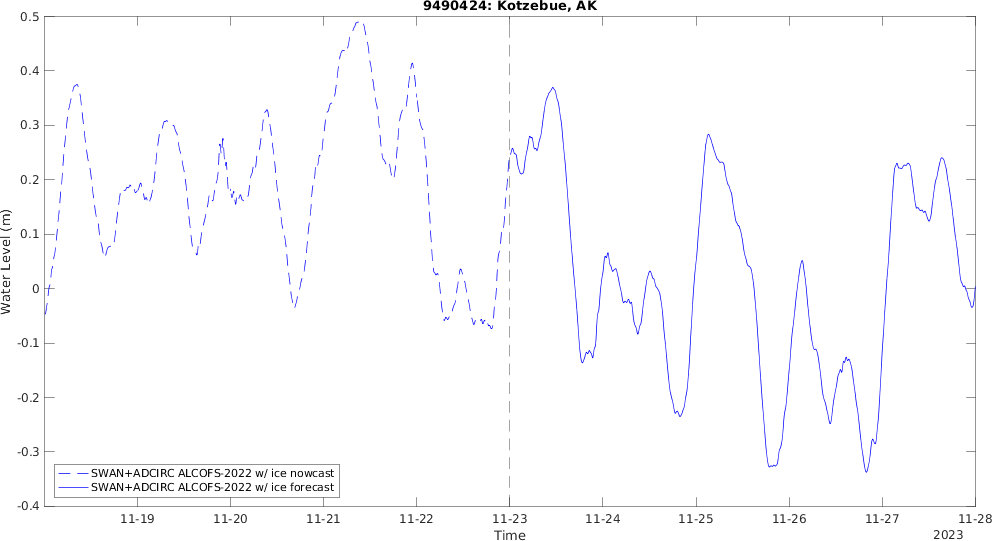 9490424: Kotzebue, AK
0.5
0.4
0.3
0.2
0.1
0
-0.1
-0.2
-0.3
-0.4
Water Level (m)
SWAN+ADCIRC ALCOFS-2022 w/ ice nowcast
SWAN+ADCIRC ALCOFS-2022 w/ ice forecast
11-19 11-20 11-21 11-22 11-23 11-24 11-25 11-26 11-27 11-28
Time
2023